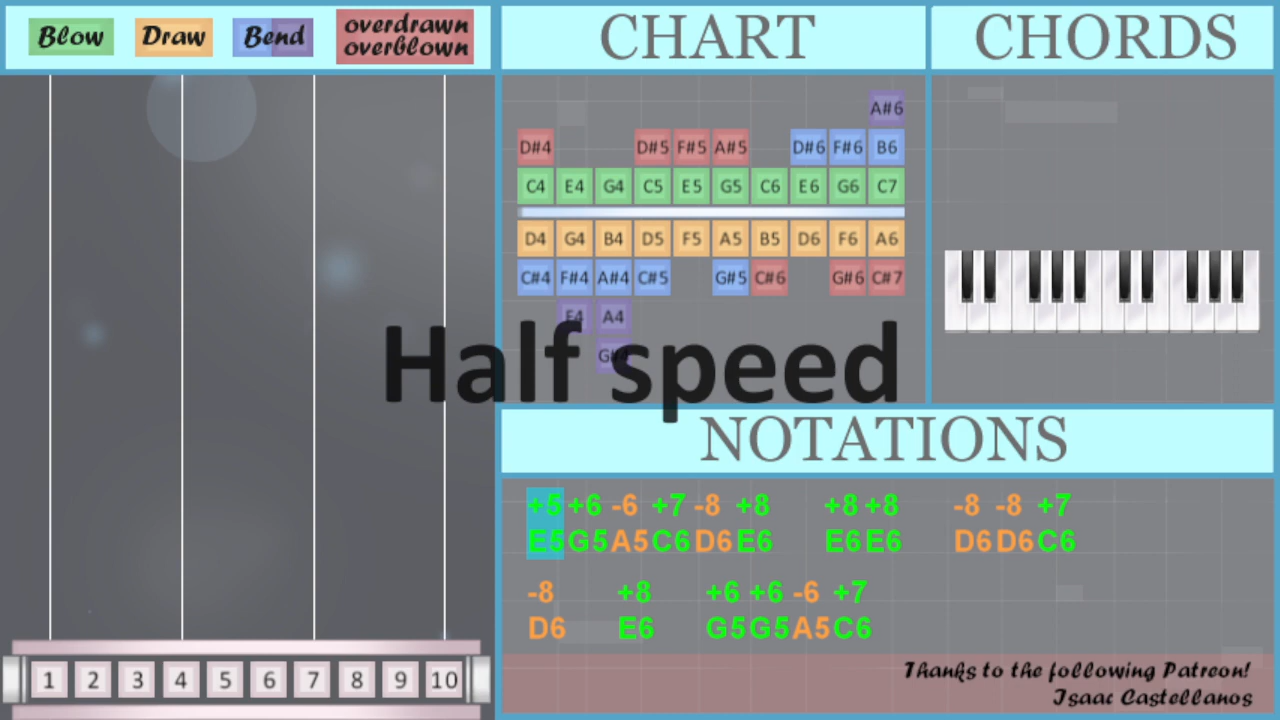 Blow Draw Bend overdrawn overblown
CHART
CHORDS
A#6
D#4 D#5 F#5 A#5 D#6 F#6 B6
C4 E4 G4 C5 E5 G5 C6 E6 G6 C7
D4 G4 B4 D5 F5 A5 B5 D6 F6 A6
C#4 F#4 A#4 C#5 G#5 C#6 G#6 C#7
F4 A4
G#4
Half speed
NOTATIONS
+5 +6 -6 +7 -8 +8 +8 +8 -8 -8 +7
E5 G5 A5 C6 D6 E6 E6 E6 D6 D6 C6
-8 +8 +6 +6 -6 +7
D6 E6 G5 G5 A5 C6
Thanks to the following Patreon!
Isaac Castellanos
1 2 3 4 5 6 7 8 9 10